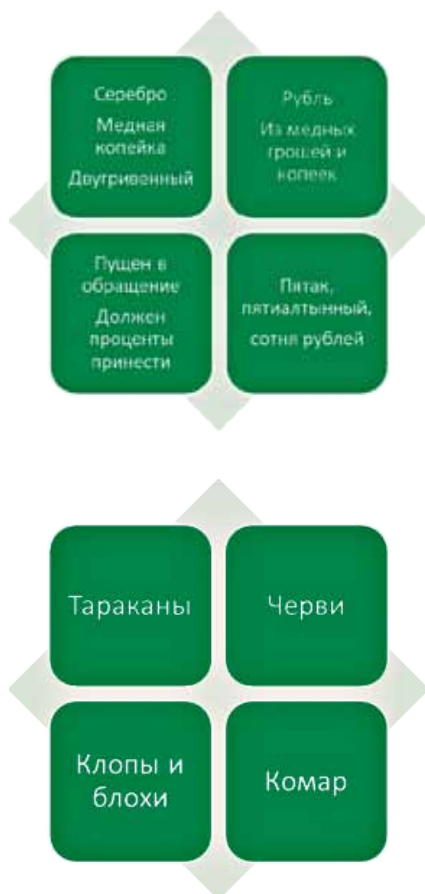 Серебро
Медная
копейка
Двугривенный
Рубль
Из медных
грошей и
копеек
Пущен в
обращение
Должен
проценты
принести
Пятак,
пятиалтынный,
сотня рублей
Тараканы
Черви
Клопы и
блохи
Комар